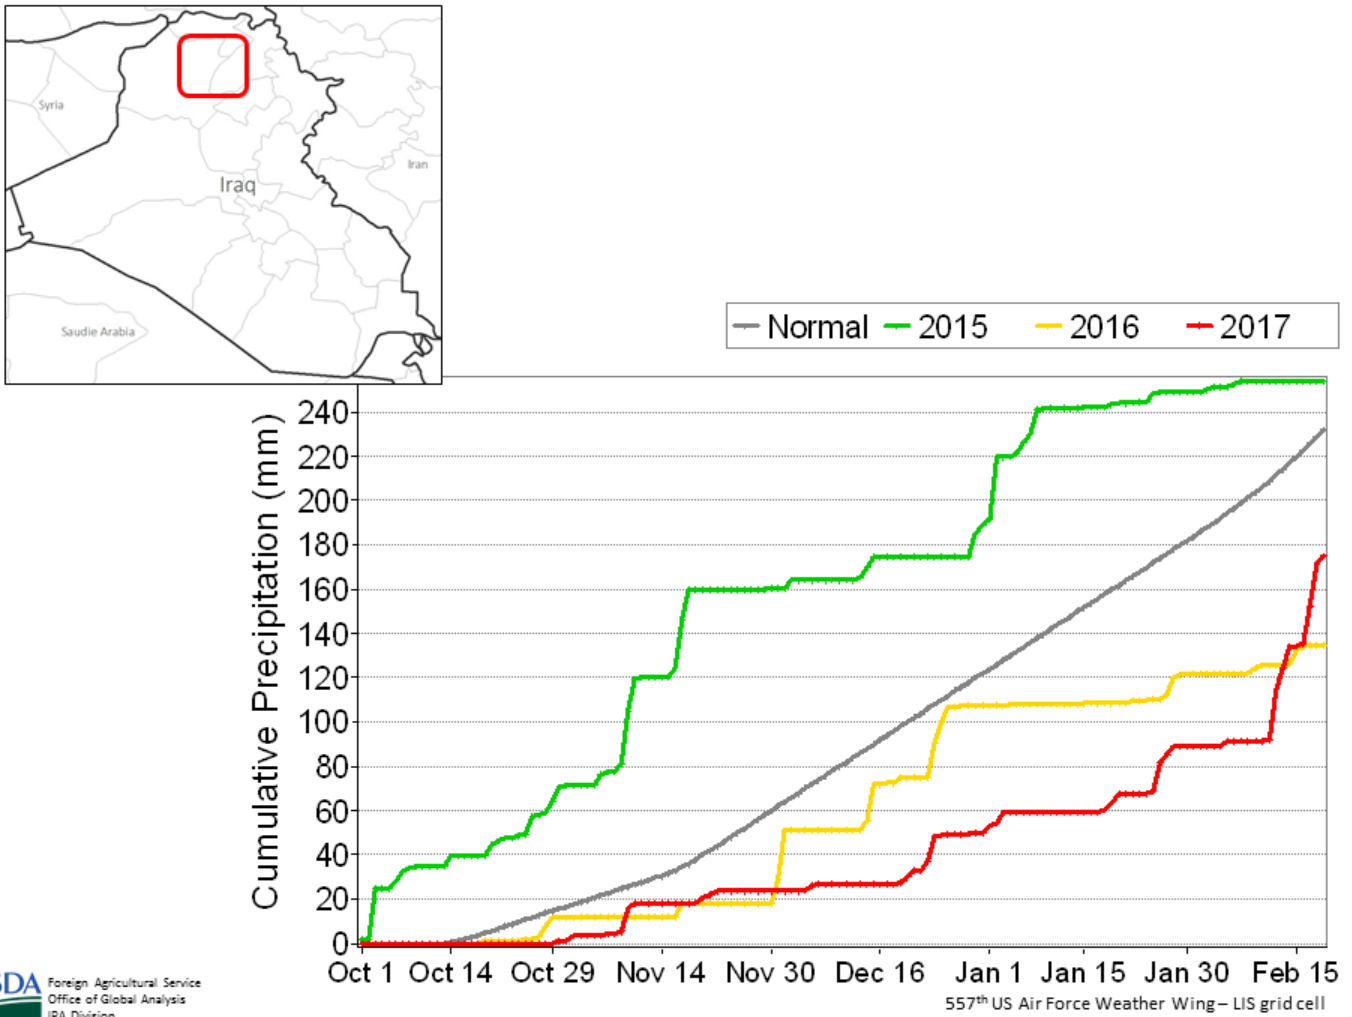 Syria
Iran
Iraq
Saudie Arabia
Normal 2015 2016 2017
Cumulative Precipitation (mm)
240
220
200
180
160
140
120
100
80
60
40
20
0
Oct 1 Oct 14 Oct 29 Nov 14 Nov 30 Dec 16 Jan 1 Jan 15 Jan 30 Feb 15
SDA
Foreign Agricultural Service
Office of Global Analysis
IPA Division
557th US Air Force Weather Wing – LIS grid cell